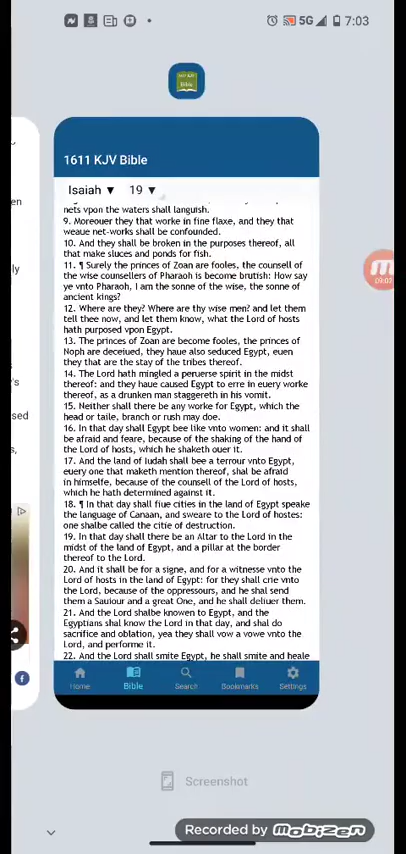 5G 7:03
1611 KJV Bible
Isaiah ▼ 19 ▼
nets vpon the waters shall languish.
9. Moreouer they that worke in fine flaxe, and they that
weaue net-works shall be confounded.
10. And they shall be broken in the purposes thereof, all
that make sluces and ponds for fish.
11. ¶ Surely the princes of Zoan are fooles, the counsell of
the wise counsellers of Pharaoh is become bruttish: How say
ye vnto Pharaoh, I am the sonne of the wise, the sonne of
ancient kings?
12. Where are they? Where are thy wise men? and let them
tell thee now, and let them know, what the Lord of hosts
hath purposed vpon Egypt.
13. The princes of Zoan are become fooles, the princes of
Noph are deceiued, they haue also seduced Egypt, euen
they that are the stay of the tribes thereof.
14. The Lord hath mingled a peruerse spirit in the midst
thereof: and they haue caused Egypt to erre in euery worke
thereof, as a drunken man staggereth in his vomit.
15. Neither shall there be any worke for Egypt, which the
head or taile, branch or rush may doe.
16. In that day shall Egypt bee like vnto women: and it shall
be afraid and feare, because of the shaking of the hand of
the Lord of hosts, which he shaketh ouer it.
17. And the land of Iudah shall bee a terrour vnto Egypt,
euery one that maketh mention thereof, shal be afraid
in himselfe, because of the counsell of the Lord of hosts,
which he hath determined against it.
18. ¶ In that day shall fiue cities in the land of Egypt speake
the language of Canaan, and sweare to the Lord of hostes:
one shalbe called the citie of destruction.
19. In that day shall there be an Altar to the Lord in the
midst of the land of Egypt, and a pillar at the border
thereof to the Lord.
20. And it shall be for a signe, and for a witnesse vnto the
Lord of hosts in the land of Egypt: for they shall crie vnto
the Lord, because of the oppressours, and he shal send
them a Sauiour and a great One, and he shall deliuer them.
21. And the Lord shalbe knowen to Egypt, and the
Egyptians shal know the Lord in that day, and shal do
sacrifice and oblation, yea they shall vow a vowe vnto the
Lord, and performe it.
22. And the Lord shall smite Egypt, he shall smite and heale
Home Bible Search Bookmarks Settings
en
ly
's
sed
s,
09:07
Screenshot
Recorded by mobizen